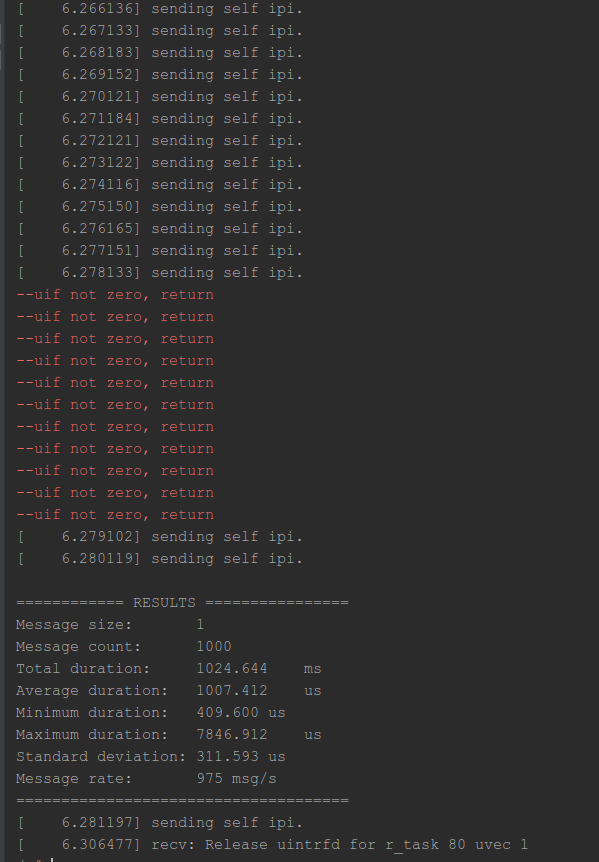 [    6.266136] sending self ipi.
[    6.267133] sending self ipi.
[    6.268183] sending self ipi.
[    6.269152] sending self ipi.
[    6.270121] sending self ipi.
[    6.271184] sending self ipi.
[    6.272121] sending self ipi.
[    6.273122] sending self ipi.
[    6.274116] sending self ipi.
[    6.275150] sending self ipi.
[    6.276165] sending self ipi.
[    6.277151] sending self ipi.
[    6.278133] sending self ipi.
--uif not zero, return
--uif not zero, return
--uif not zero, return
--uif not zero, return
--uif not zero, return
--uif not zero, return
--uif not zero, return
--uif not zero, return
--uif not zero, return
--uif not zero, return
--uif not zero, return
[    6.279102] sending self ipi.
[    6.280119] sending self ipi.
============ RESULTS ================
Message size:       1
Message count:      1000
Total duration:     1024.644    ms
Average duration:   1007.412    us
Minimum duration:   409.600 us
Maximum duration:   7846.912    us
Standard deviation: 311.593 us
Message rate:       975 msg/s
=====================================
[    6.281197] sending self ipi.
[    6.306477] recv: Release uintrfd for r_task 80 uvec 1